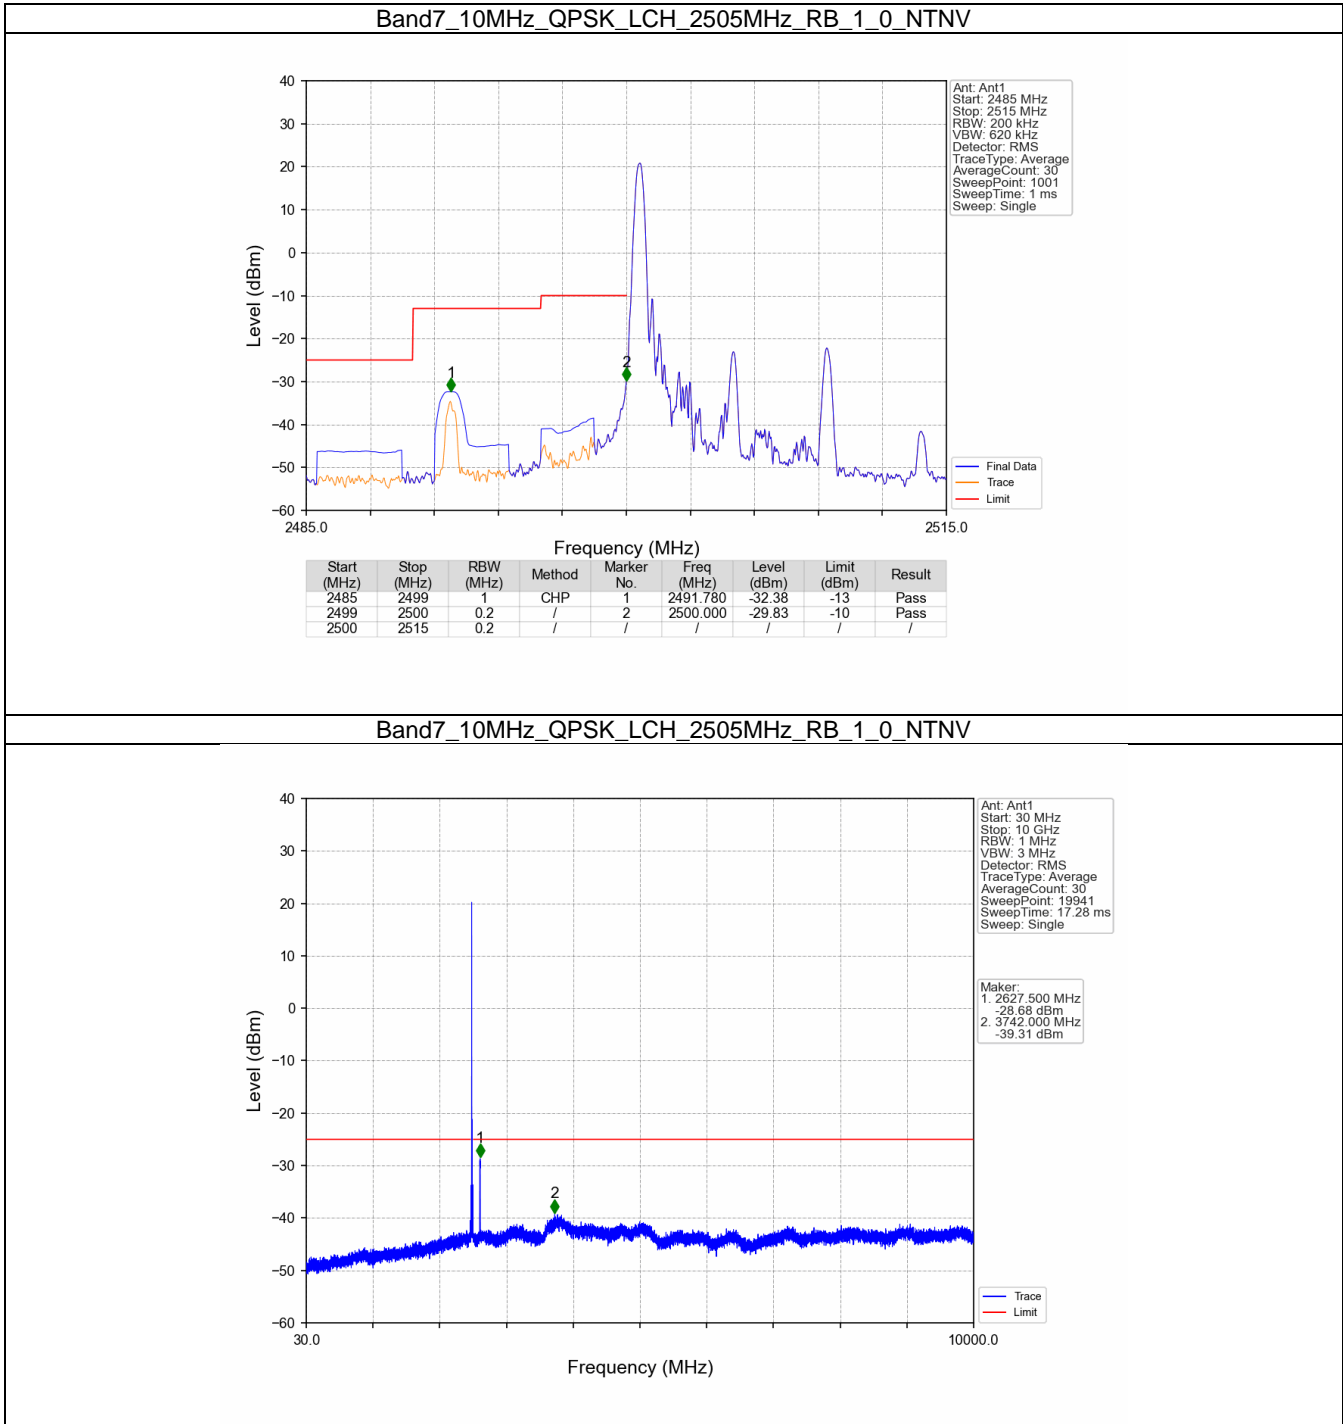 Band7_10MHz_QPSK_LCH_2505MHz_RB_1_0_NTNV
40
30
20
10
0
−10
−20
−30
−40
−50
−60
Level (dBm)
1
2
2485.0
2515.0
Frequency (MHz)
Ant: Ant1
Start: 2485 MHz
Stop: 2515 MHz
RBW: 200 kHz
VBW: 620 kHz
Detector: RMS
TraceType: Average
AverageCount: 30
SweepPoint: 1001
SweepTime: 1 ms
Sweep: Single
Final Data
Trace
Limit
Start (MHz) Stop (MHz) RBW (MHz) Method Marker No. Freq (MHz) Level (dBm) Limit (dBm) Result
2485 2499 1 CHP 1 2491.780 -32.38 -13 Pass
2499 2500 0.2 / 2 2500.000 -29.83 -10 Pass
2500 2515 0.2 / / / / / /
Band7_10MHz_QPSK_LCH_2505MHz_RB_1_0_NTNV
40
30
20
10
0
−10
−20
−30
−40
−50
−60
Level (dBm)
1
2
30.0
10000.0
Frequency (MHz)
Ant: Ant1
Start: 30 MHz
Stop: 10 GHz
RBW: 1 MHz
VBW: 3 MHz
Detector: RMS
TraceType: Average
AverageCount: 30
SweepPoint: 19941
SweepTime: 17.28 ms
Sweep: Single
Maker:
1. 2627.500 MHz
-28.68 dBm
2. 3742.000 MHz
-39.31 dBm
Trace
Limit